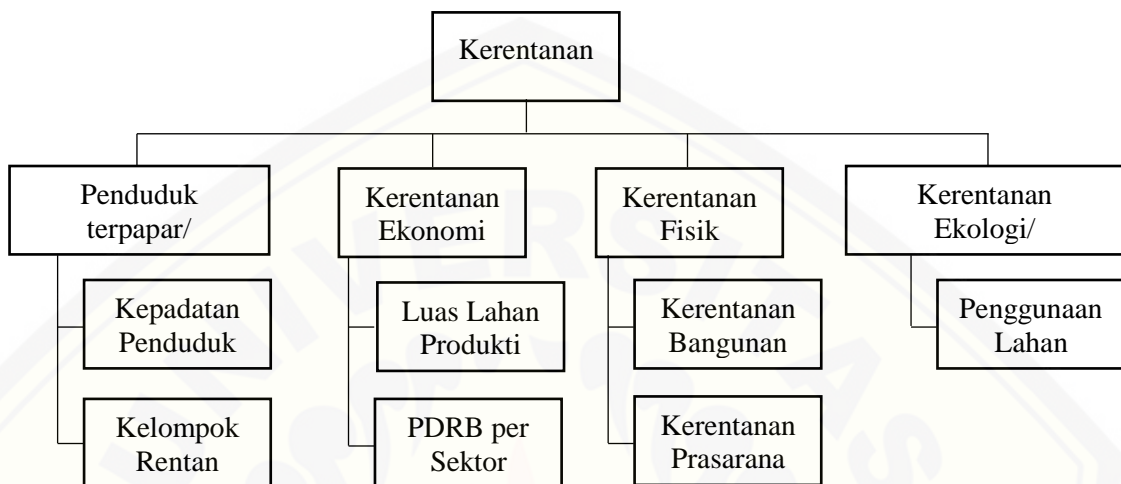 Kerentanan
Penduduk
terpapar/
Kerentanan
Ekonomi
Kerentanan
Fisik
Kerentanan
Ekologi/
Kepadatan
Penduduk
Luas Lahan
Produkti
Kerentanan
Bangunan
Penggunaan
Lahan
Kelompok
Rentan
PDRB per
Sektor
Kerentanan
Prasarana
UNIVERSITAS